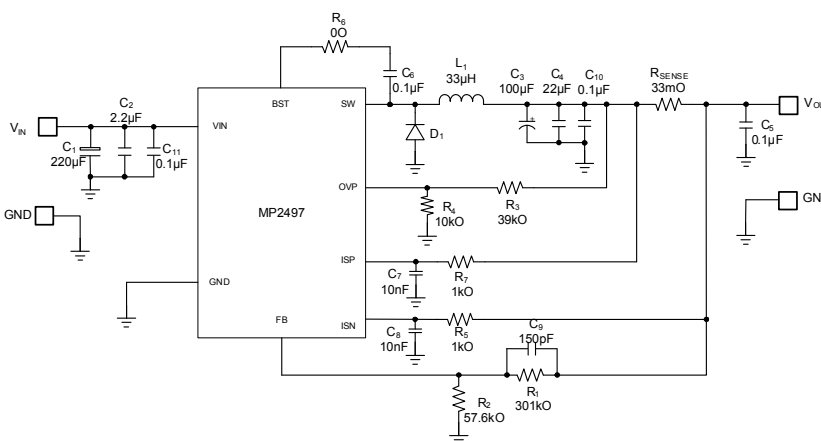 R6
0O
C6
0.1µF
L1
33µH
C3
100µF
C4
22µF
C10
0.1µF
RSENSE
33mO
BST
SW
VIN
C2
2.2µF
VIN
C1
220µF
C11
0.1µF
D1
VOU
C5
0.1µF
OVP
R4
10kO
R3
39kO
MP2497
GND
GN
ISP
C7
10nF
R7
1kO
GND
FB
ISN
C8
10nF
R5
1kO
C9
150pF
R2
57.6kO
R1
301kO